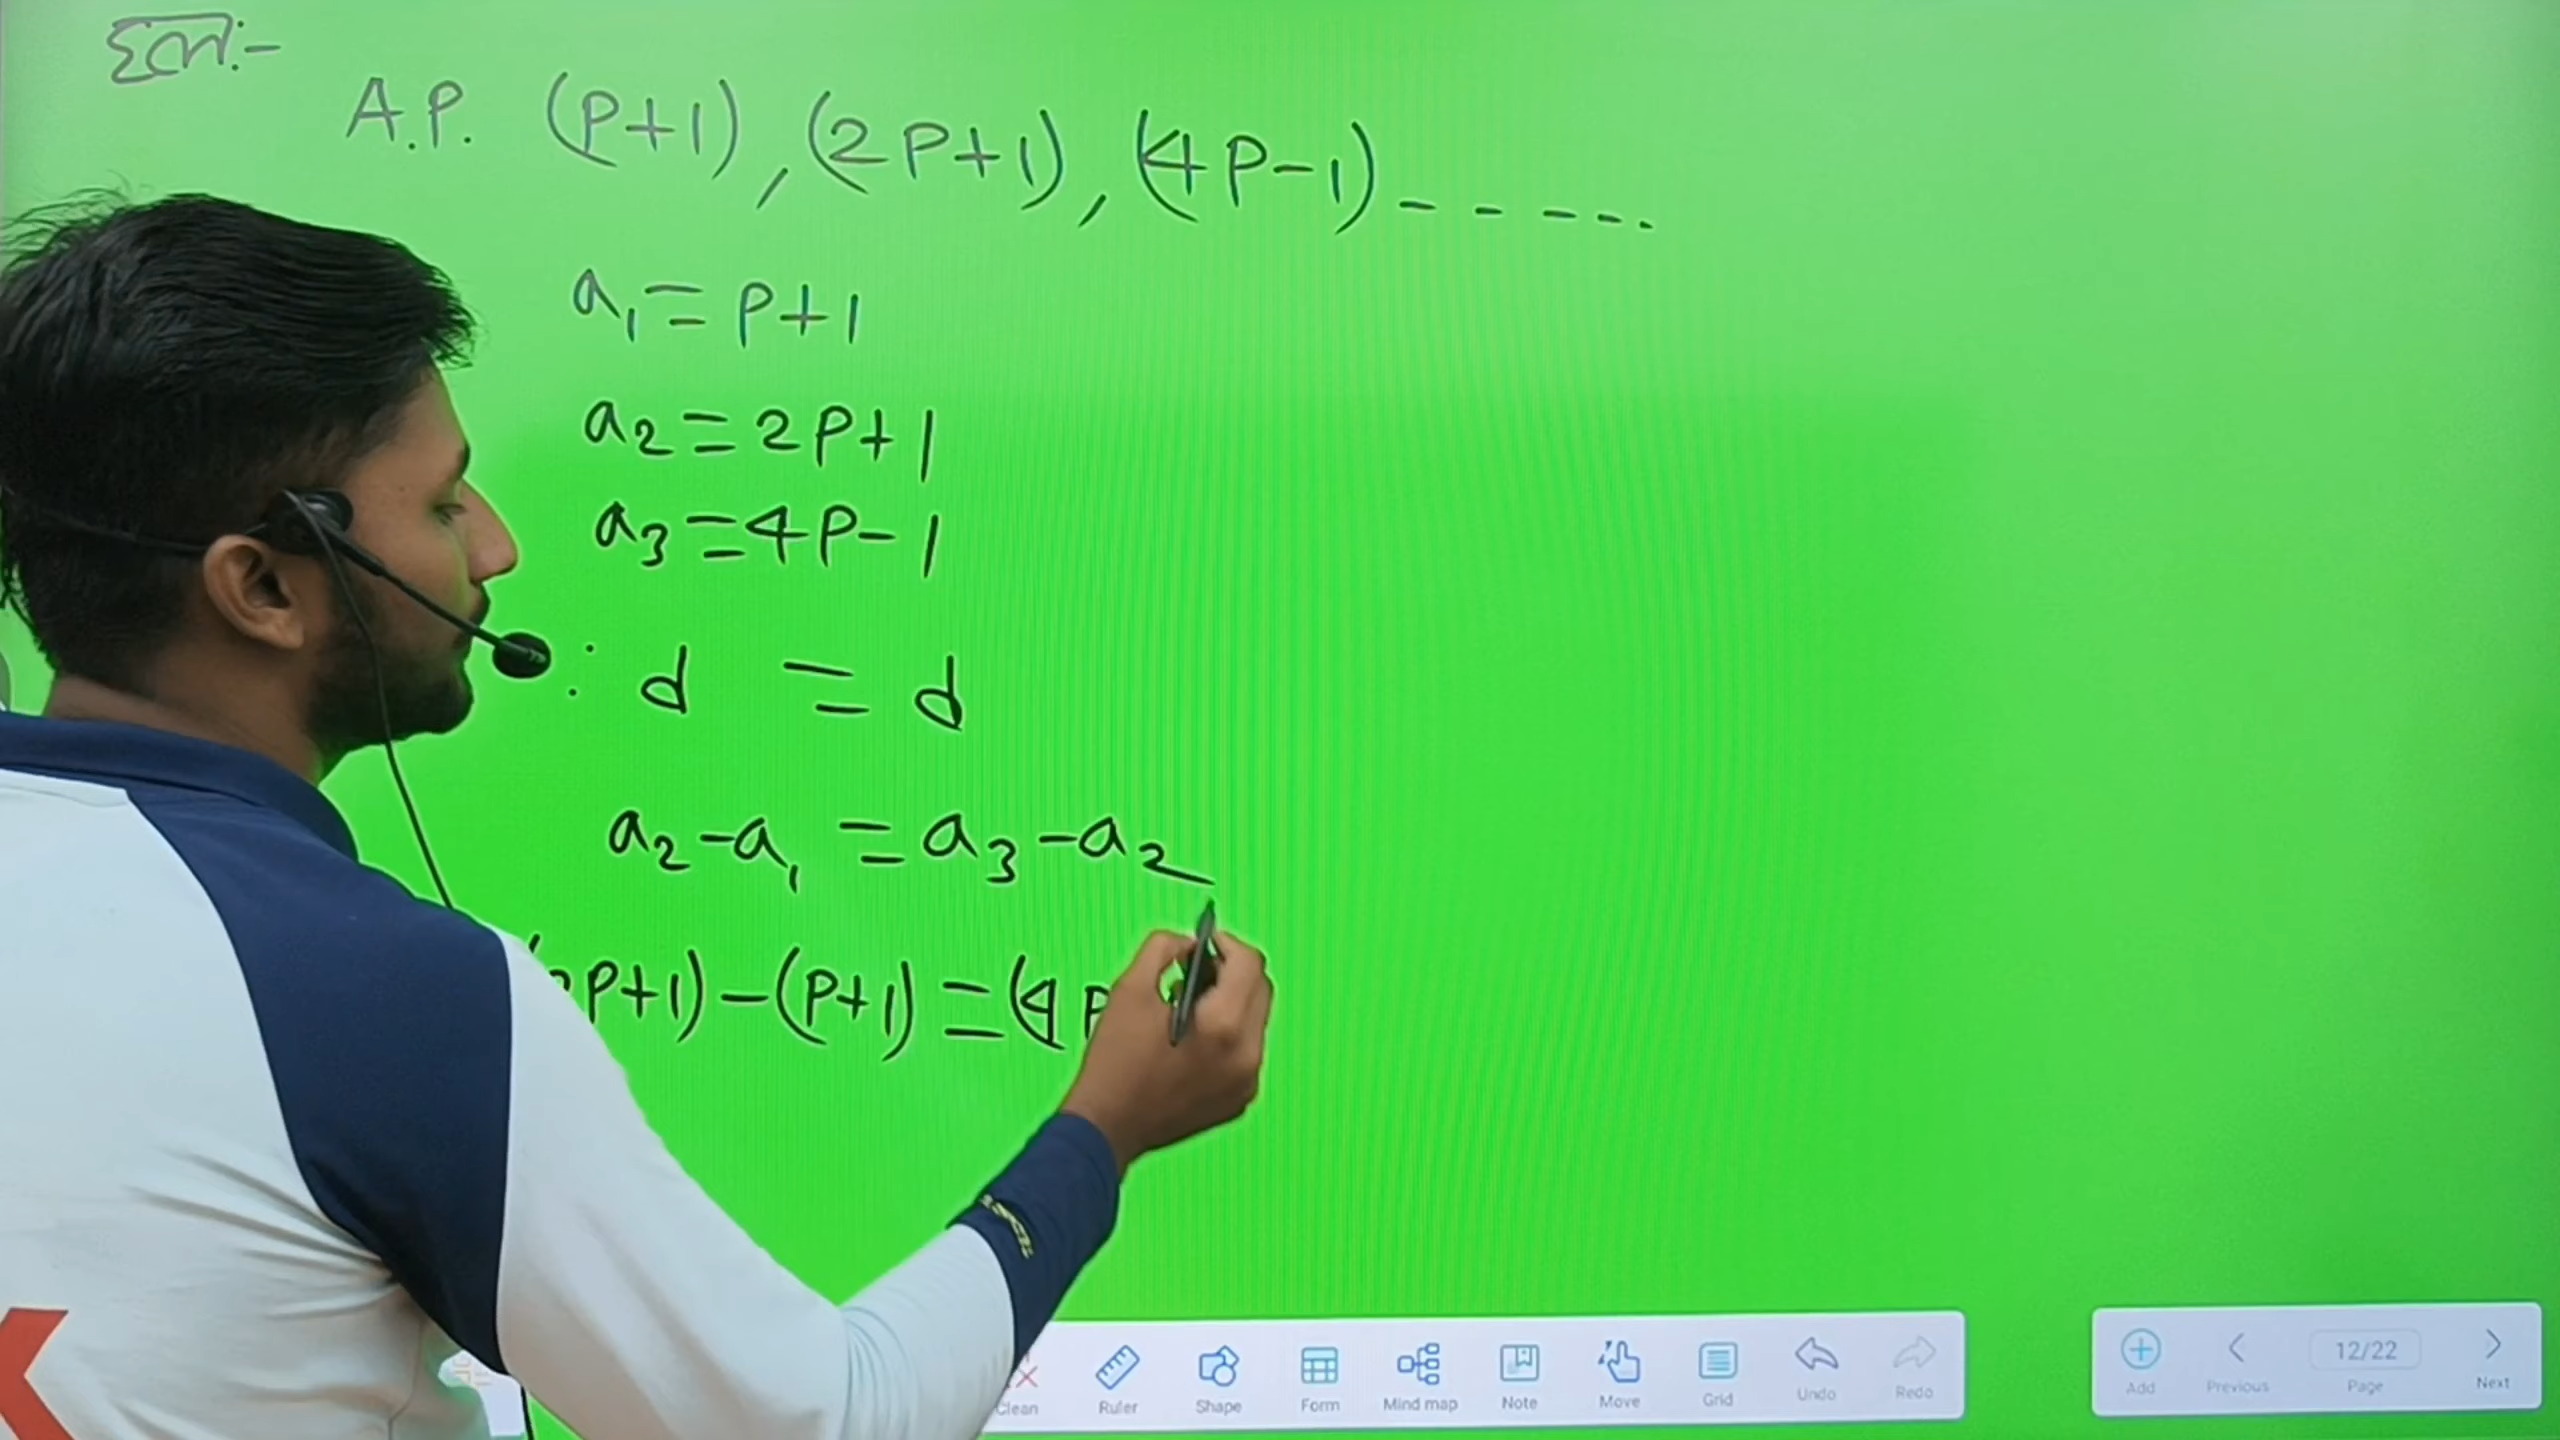 हल:-
A.P. (P+1), (2P+1), (4P-1) - - - - -.
a₁ = P+1
a₂ = 2P+1
a₃ = 4P-1
: d = d
a₂-a₁ = a₃-a₂
P+1)-(P+1) = (4P
Clean Ruler Shape Form Mind map Note Move Grid Undo Redo
Add Previous 12/22 Page Next